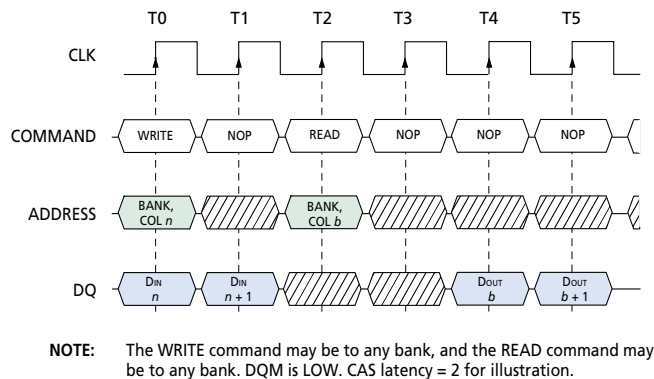 T0 T1 T2 T3 T4 T5
CLK
COMMAND WRITE NOP READ NOP NOP NOP
ADDRESS BANK, COL n BANK, COL b
DQ DIN n DIN n + 1 DOUT b DOUT b + 1
NOTE: The WRITE command may be to any bank, and the READ command may
be to any bank. DQM is LOW. CAS latency = 2 for illustration.